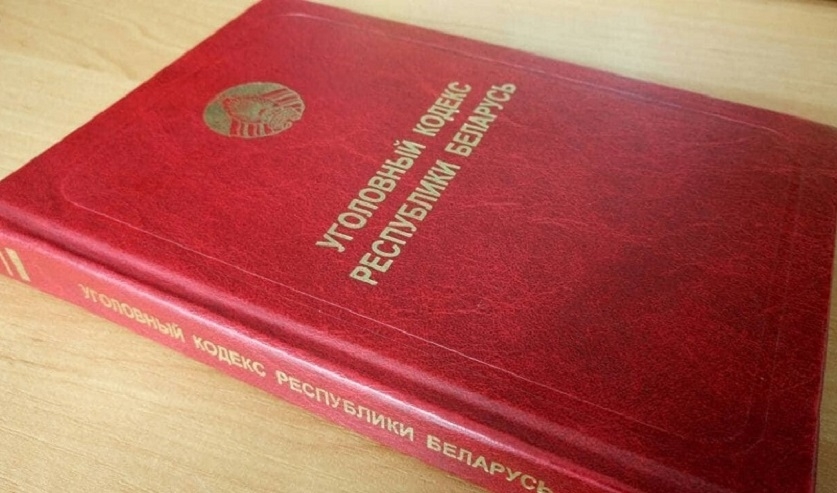 УГОЛОВНЫЙ КОДЕКС
РЕСПУБЛИКИ БЕЛАРУСЬ
УГОЛОВНЫЙ КОДЕКС РЕСПУБЛИКИ БЕЛАРУСЬ